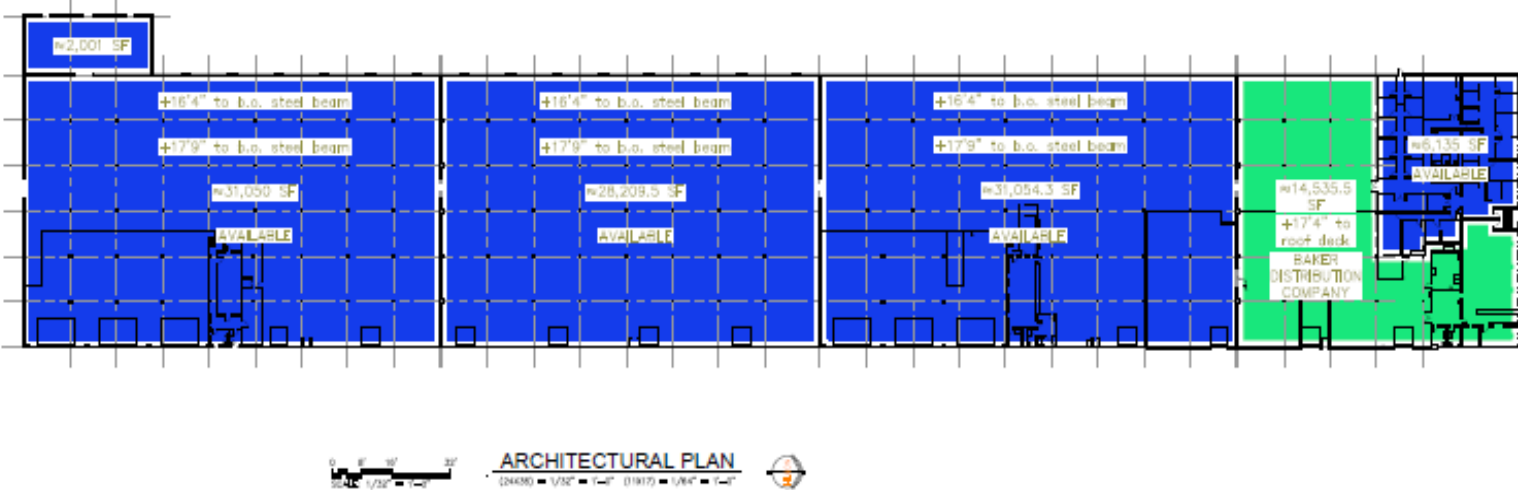 ≈2,001 SF
+16'4" to b.o. steel beam
+17'9" to b.o. steel beam
≈31,050 SF
AVAILABLE
+16'4" to b.o. steel beam
+17'9" to b.o. steel beam
≈28,209.5 SF
AVAILABLE
+16'4" to b.o. steel beam
+17'9" to b.o. steel beam
≈31,054.3 SF
AVAILABLE
≈14,535.5
SF
+17'4" to
roof deck
BAKER
DISTRIBUTION
COMPANY
≈6,135 SF
AVAILABLE
0 8' 16' 32'
SCALE 1/32" = 1'-0"
ARCHITECTURAL PLAN
(24X36) = 1/32" = 1'-0" (11X17) = 1/64" = 1'-0"